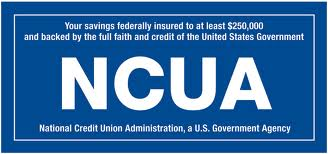 Your savings federally insured to at least $250,000
and backed by the full faith and credit of the United States Government
NCUA
National Credit Union Administration, a U.S. Government Agency